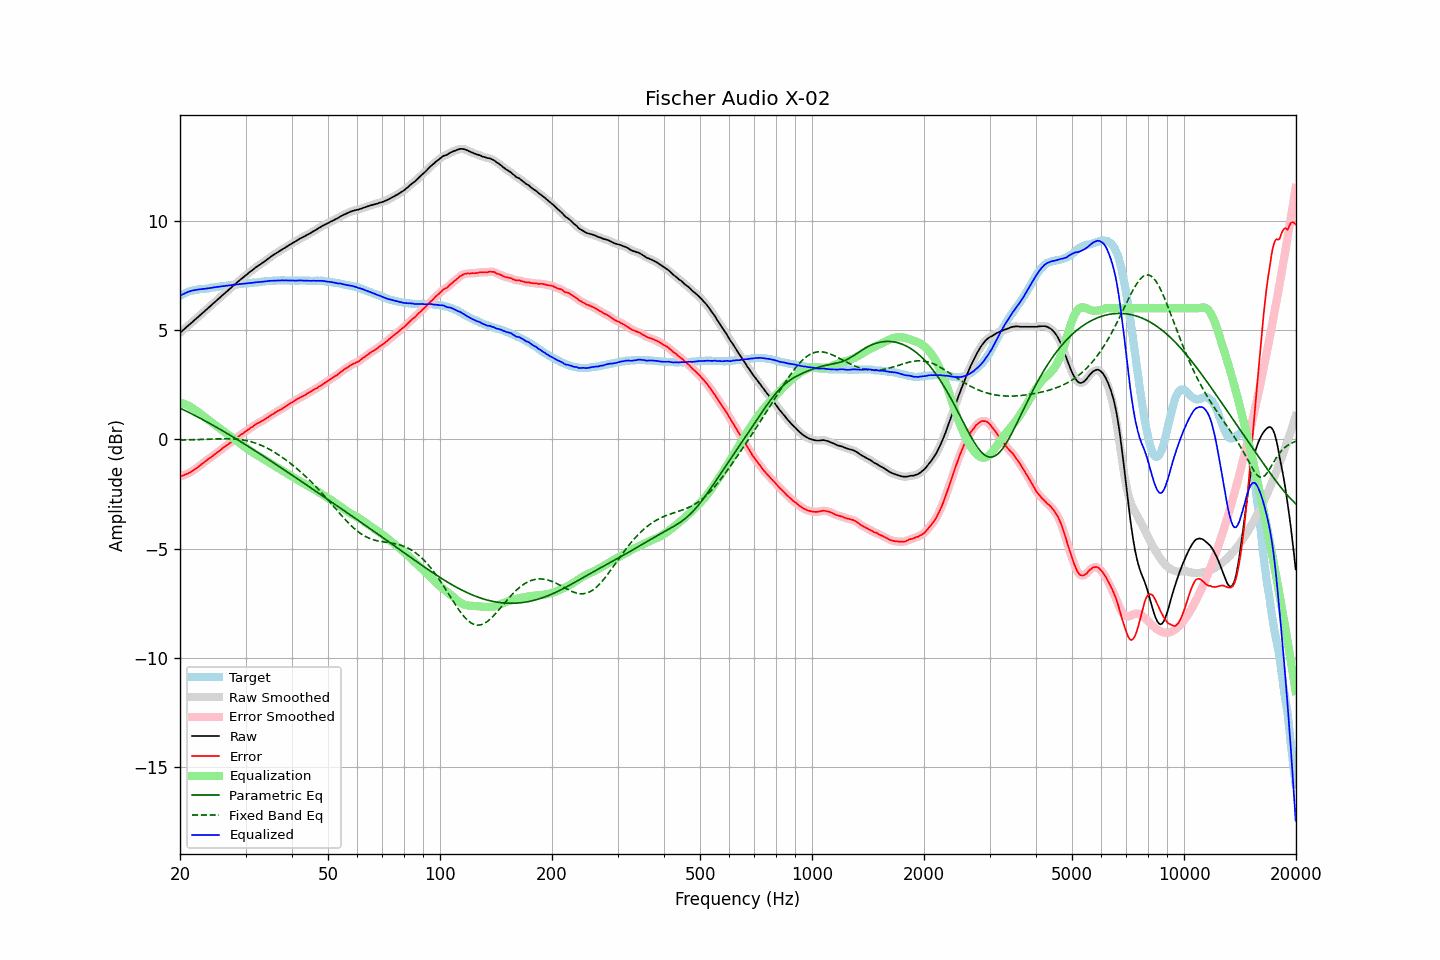 Fischer Audio X-02
Amplitude (dBr)
10
5
0
−5
−10
−15
Target
Raw Smoothed
Error Smoothed
Raw
Error
Equalization
Parametric Eq
Fixed Band Eq
Equalized
20 50 100 200 500 1000 2000 5000 10000 20000
Frequency (Hz)